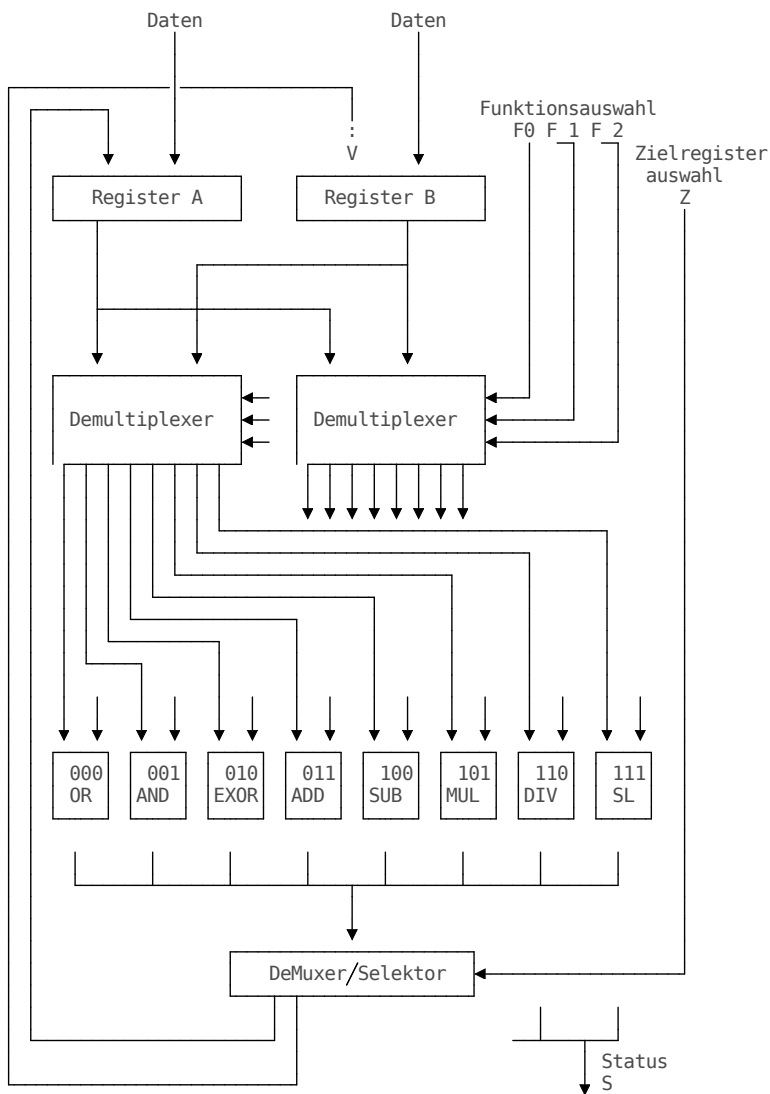 Daten Daten
Funktionsauswahl
: F0 F 1 F 2
V Zielregister
auswahl
Register A Register B Z
Demultiplexer Demultiplexer
000 001 010 011 100 101 110 111
OR AND EXOR ADD SUB MUL DIV SL
DeMuxer/Selektor
Status
S